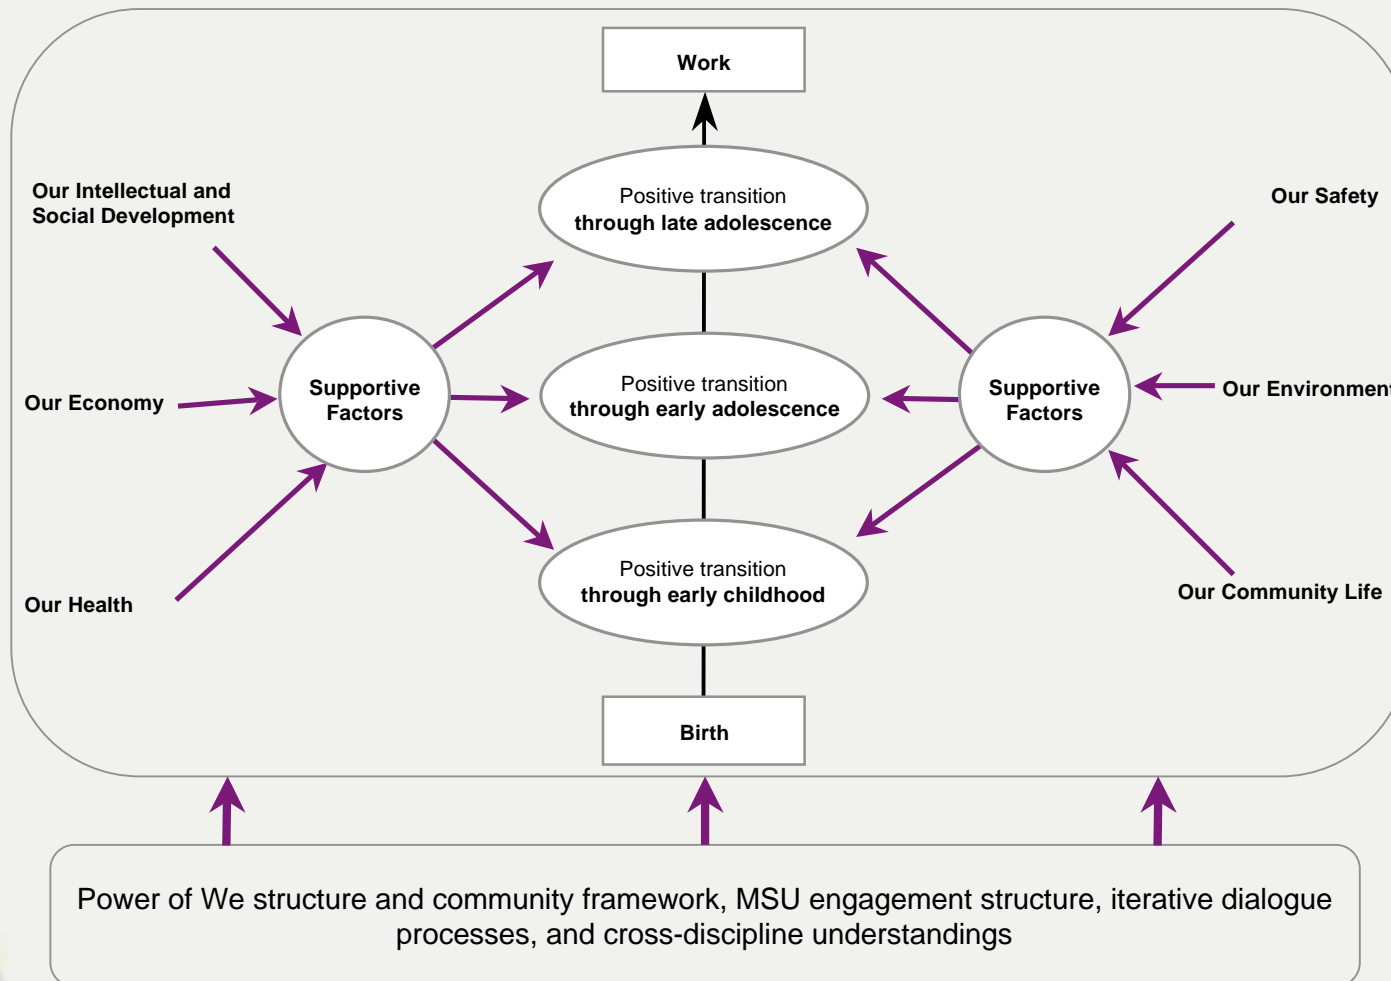 Work
Our Intellectual and
Social Development
Positive transition
through late adolescence
Our Safety
Supportive
Factors
Positive transition
through early adolescence
Supportive
Factors
Our Economy
Our Environment
Positive transition
through early childhood
Our Health
Our Community Life
Birth
Power of We structure and community framework, MSU engagement structure, iterative dialogue
processes, and cross-discipline understandings